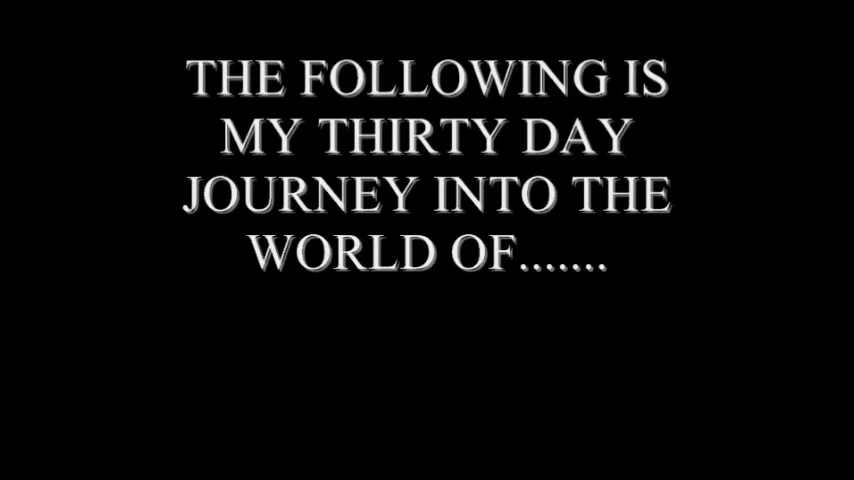 THE FOLLOWING IS
MY THIRTY DAY
JOURNEY INTO THE
WORLD OF.......